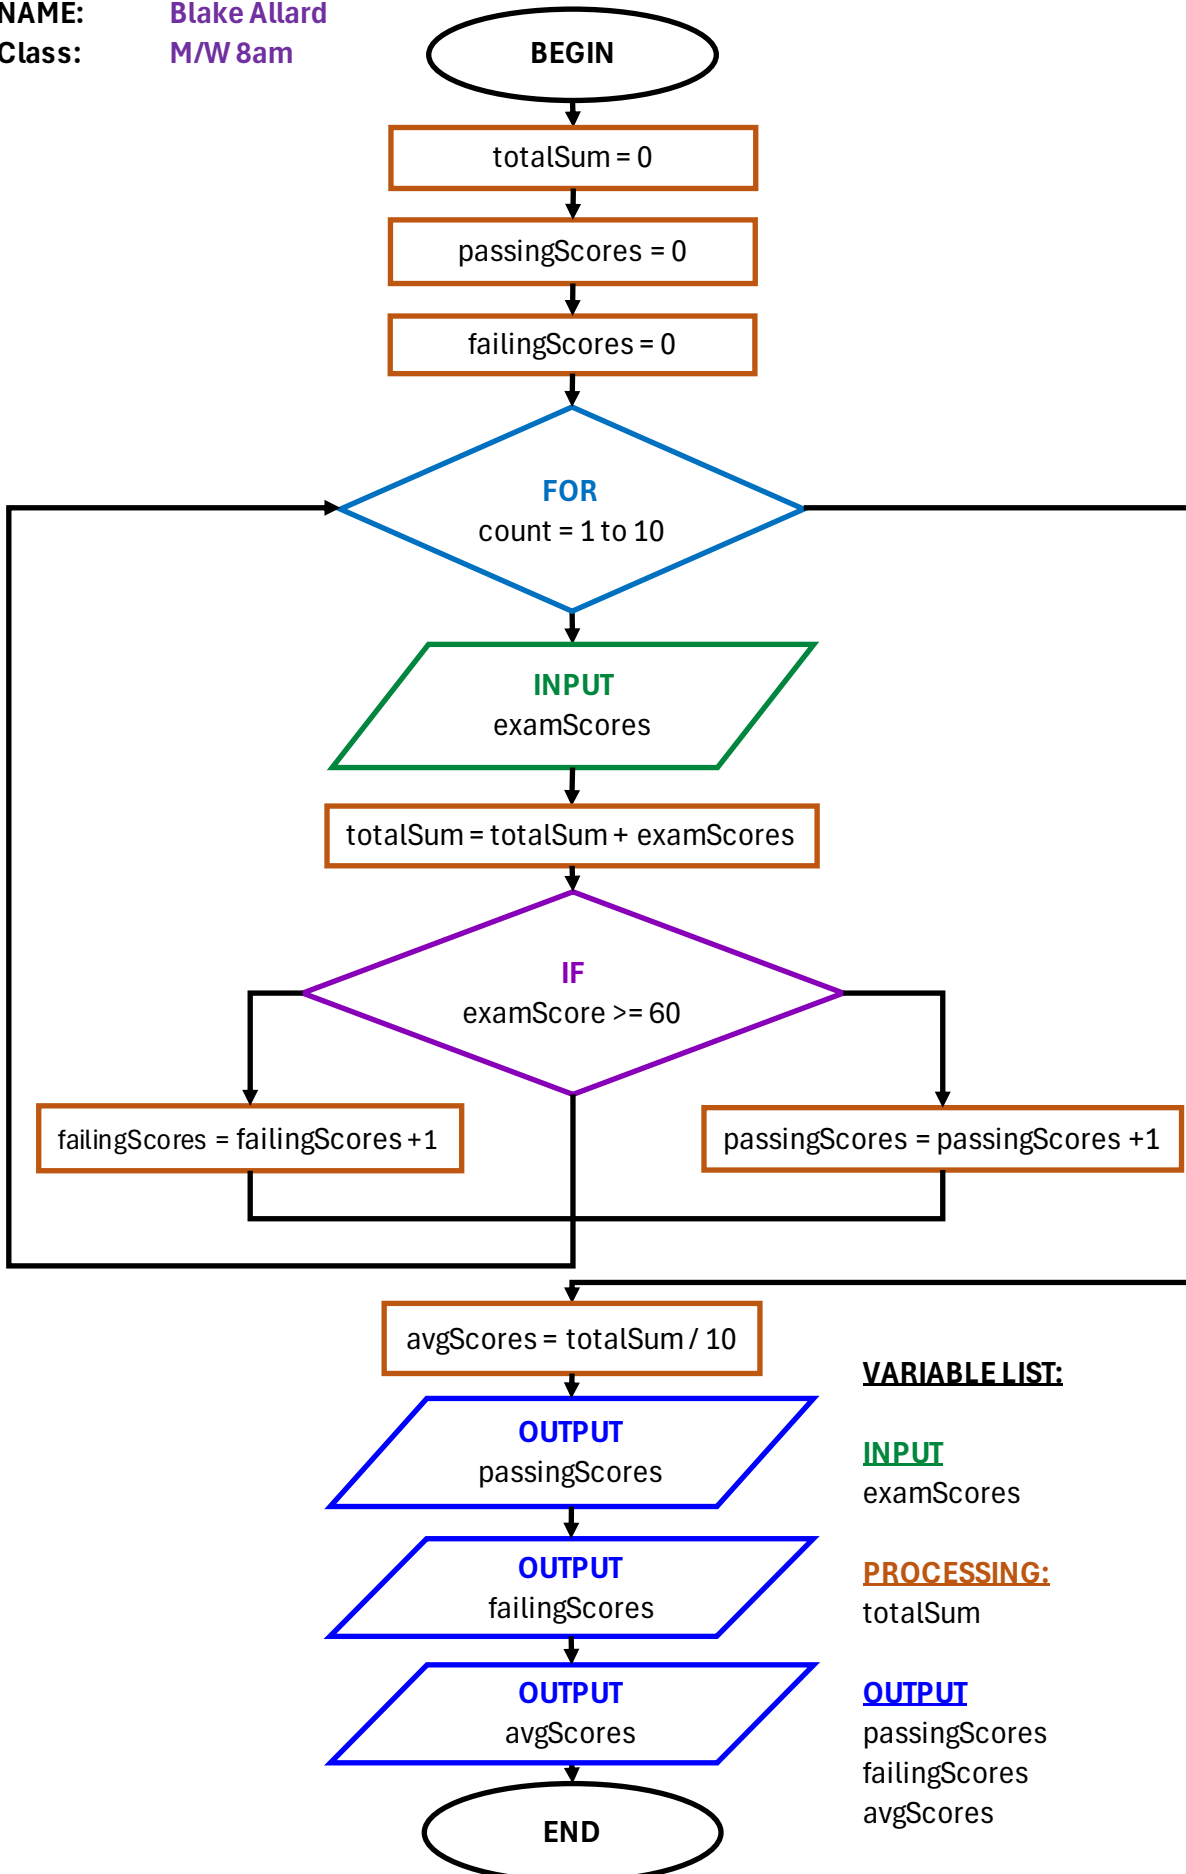 NAME: Blake Allard
Class: M/W 8am
BEGIN
totalSum = 0
passingScores = 0
failingScores = 0
FOR
count = 1 to 10
INPUT
examScores
totalSum = totalSum + examScores
IF
examScore >= 60
failingScores = failingScores +1
passingScores = passingScores +1
avgScores = totalSum / 10
OUTPUT
passingScores
OUTPUT
failingScores
OUTPUT
avgScores
END
VARIABLE LIST:
INPUT
examScores
PROCESSING:
totalSum
OUTPUT
passingScores
failingScores
avgScores